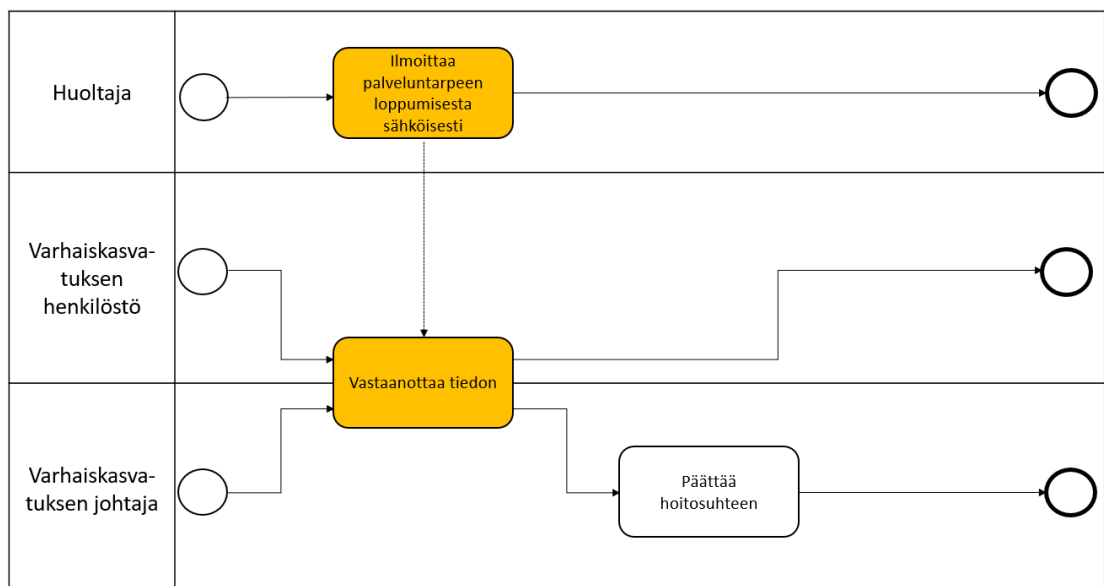 Huoltaja
Ilmoittaa
palveluntarpeen
loppumisesta
sähköisesti
Varhaiskasva-
tuksen
henkilöstö
Vastaanottaa tiedon
Varhaiskasva-
tuksen johtaja
Päättää
hoitosuhteen